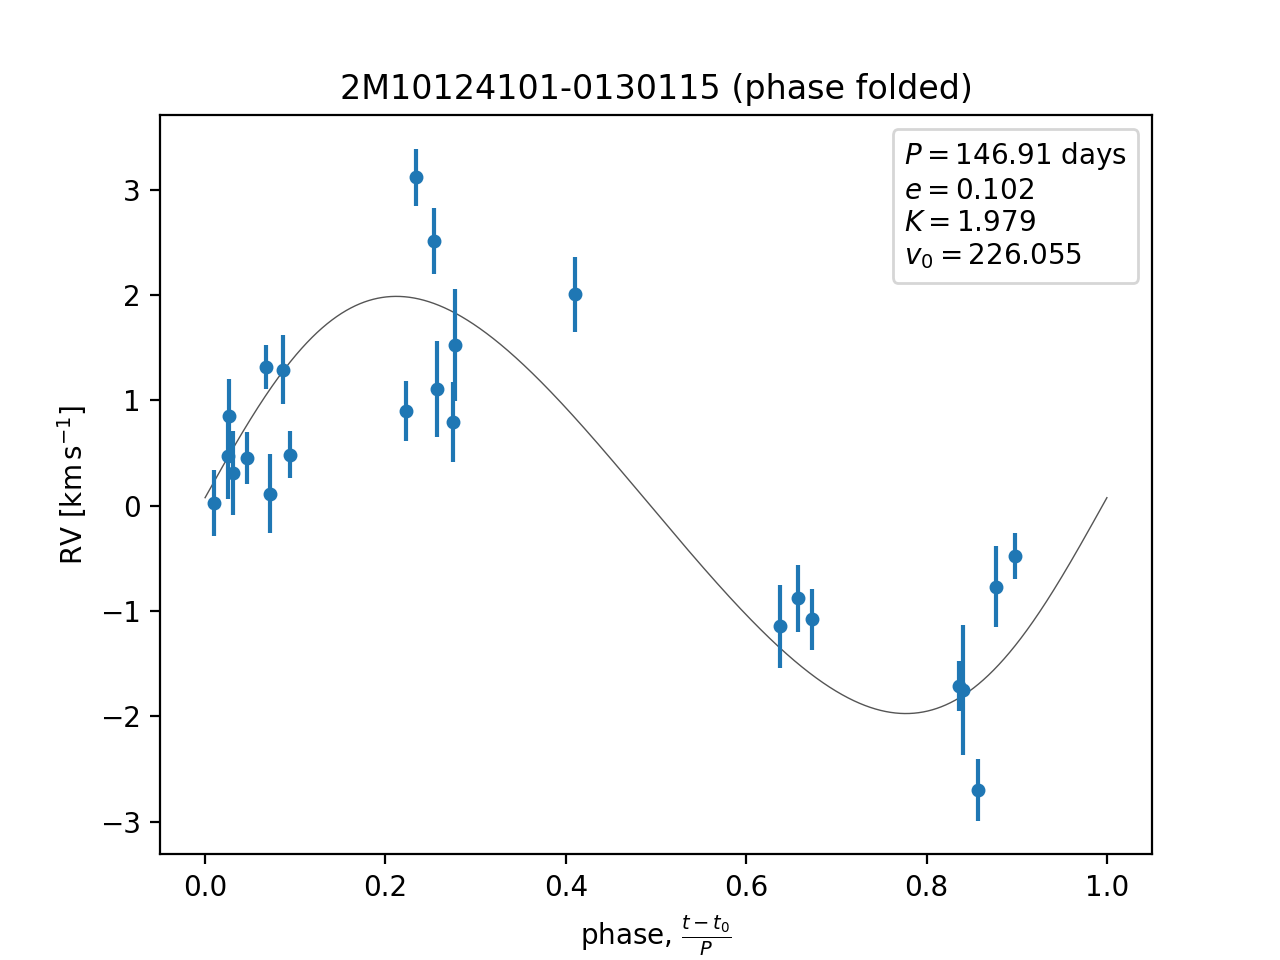 2M10124101-0130115 (phase folded)
P = 146.91 days
e = 0.102
K = 1.979
v₀ = 226.055
3
2
1
0
−1
−2
−3
RV [km s⁻¹]
0.0 0.2 0.4 0.6 0.8 1.0
phase, (t − t₀)/P